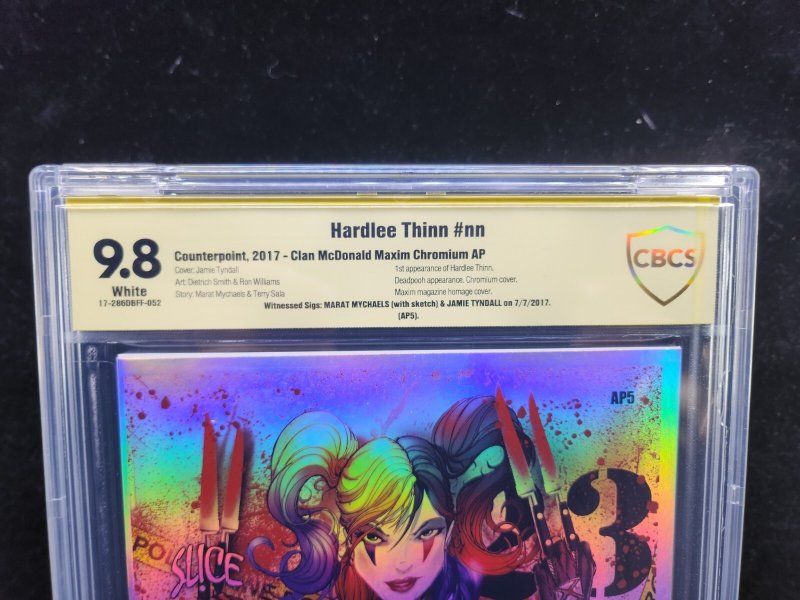 Hardlee Thinn #nn
9.8
White
17-286DBFF-052
Counterpoint, 2017 - Clan McDonald Maxim Chromium AP
Cover: Jamie Tyndall
Art: Dietrich Smith & Ron Williams
Story: Marat Mychaels & Terry Sala
1st appearance of Hardlee Thinn.
Deadpooh appearance. Chromium cover.
Maxim magazine homage cover.
Witnessed Sigs: MARAT MYCHAELS (with sketch) & JAMIE TYNDALL on 7/7/2017.
(AP5).
CBCS
AP5
3
PO
SLICE